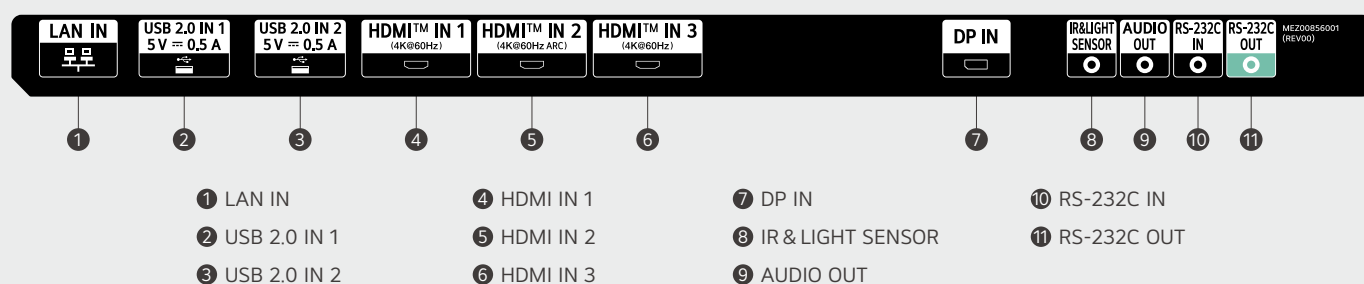 LAN IN
USB 2.0 IN 1
5 V ⎓ 0.5 A
USB 2.0 IN 2
5 V ⎓ 0.5 A
HDMI™ IN 1
(4K@60Hz)
HDMI™ IN 2
(4K@60Hz ARC)
HDMI™ IN 3
(4K@60Hz)
DP IN
IR&LIGHT
SENSOR
AUDIO
OUT
RS-232C
IN
RS-232C
OUT
MEZ00856001
(REV00)
1 2 3 4 5 6 7 8 9 10 11
1 LAN IN
2 USB 2.0 IN 1
3 USB 2.0 IN 2
4 HDMI IN 1
5 HDMI IN 2
6 HDMI IN 3
7 DP IN
8 IR & LIGHT SENSOR
9 AUDIO OUT
10 RS-232C IN
11 RS-232C OUT